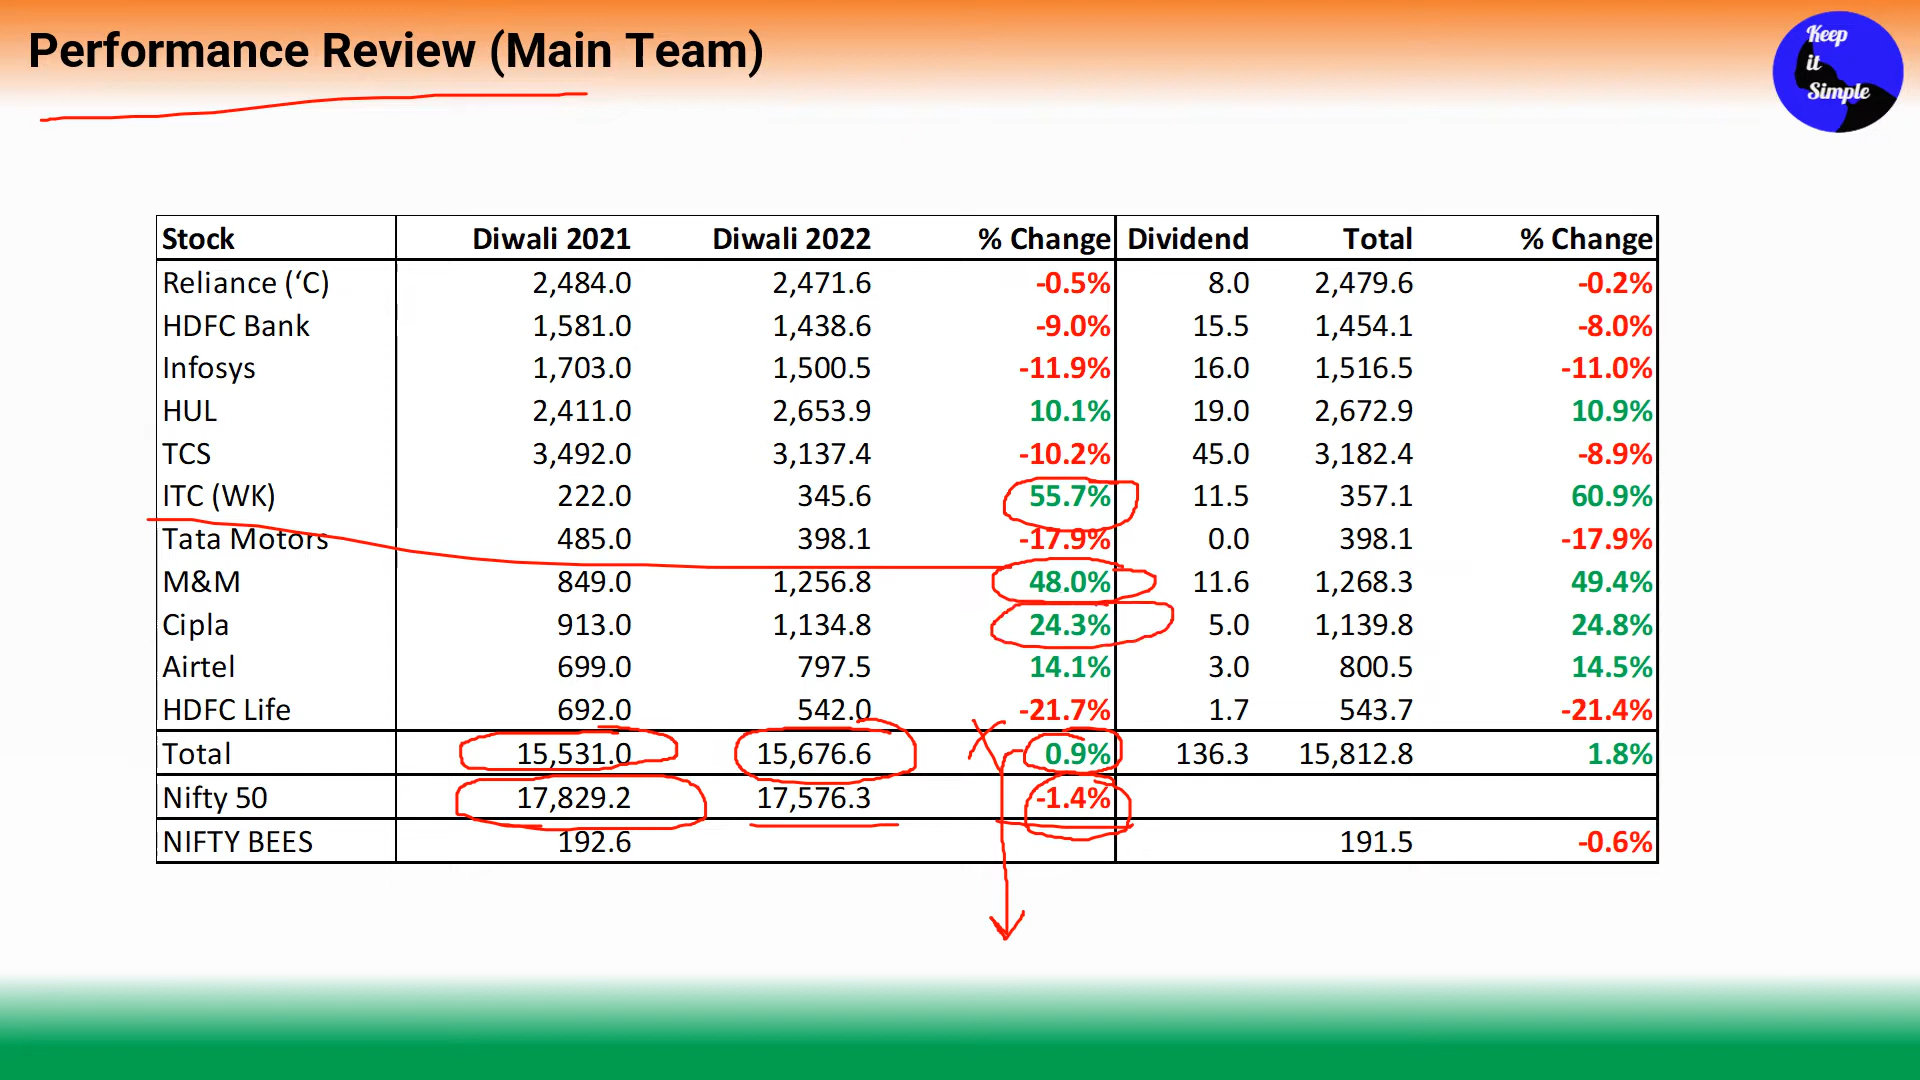 Performance Review (Main Team)
Keep
it
Simple
Stock Diwali 2021 Diwali 2022 % Change Dividend Total % Change
Reliance (‘C) 2,484.0 2,471.6 -0.5% 8.0 2,479.6 -0.2%
HDFC Bank 1,581.0 1,438.6 -9.0% 15.5 1,454.1 -8.0%
Infosys 1,703.0 1,500.5 -11.9% 16.0 1,516.5 -11.0%
HUL 2,411.0 2,653.9 10.1% 19.0 2,672.9 10.9%
TCS 3,492.0 3,137.4 -10.2% 45.0 3,182.4 -8.9%
ITC (WK) 222.0 345.6 55.7% 11.5 357.1 60.9%
Tata Motors 485.0 398.1 -17.9% 0.0 398.1 -17.9%
M&M 849.0 1,256.8 48.0% 11.6 1,268.3 49.4%
Cipla 913.0 1,134.8 24.3% 5.0 1,139.8 24.8%
Airtel 699.0 797.5 14.1% 3.0 800.5 14.5%
HDFC Life 692.0 542.0 -21.7% 1.7 543.7 -21.4%
Total 15,531.0 15,676.6 0.9% 136.3 15,812.8 1.8%
Nifty 50 17,829.2 17,576.3 -1.4%
NIFTY BEES 192.6 191.5 -0.6%